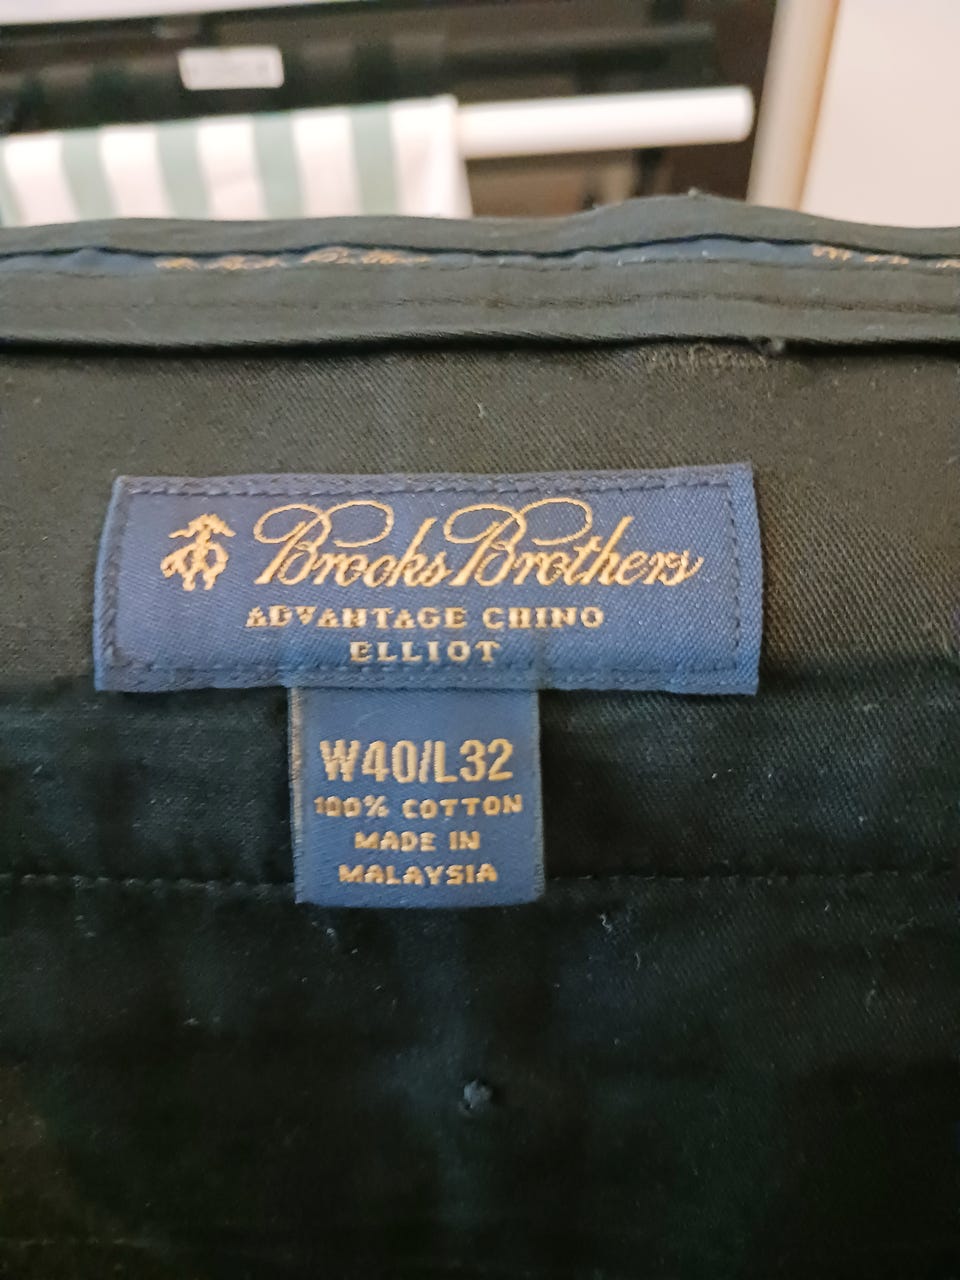 Brooks Brothers
ADVANTAGE CHINO
ELLIOT
W40/L32
100% COTTON
MADE IN
MALAYSIA